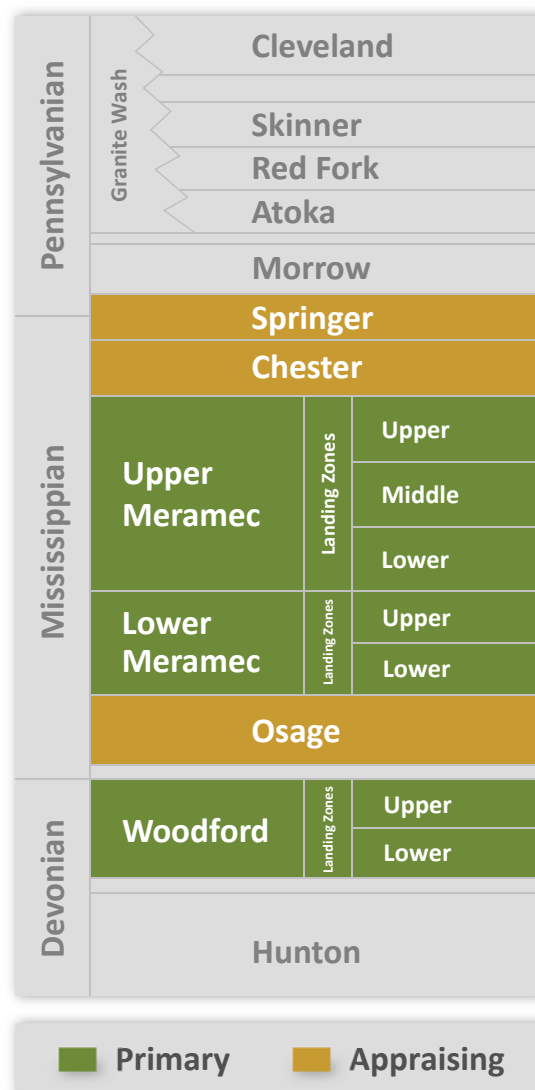 Pennsylvanian
Granite Wash
Cleveland
Skinner
Red Fork
Atoka
Morrow
Springer
Mississippian
Chester
Upper
Meramec
Landing Zones
Upper
Middle
Lower
Lower
Meramec
Landing Zones
Upper
Lower
Osage
Devonian
Woodford
Landing Zones
Upper
Lower
Hunton
Primary
Appraising